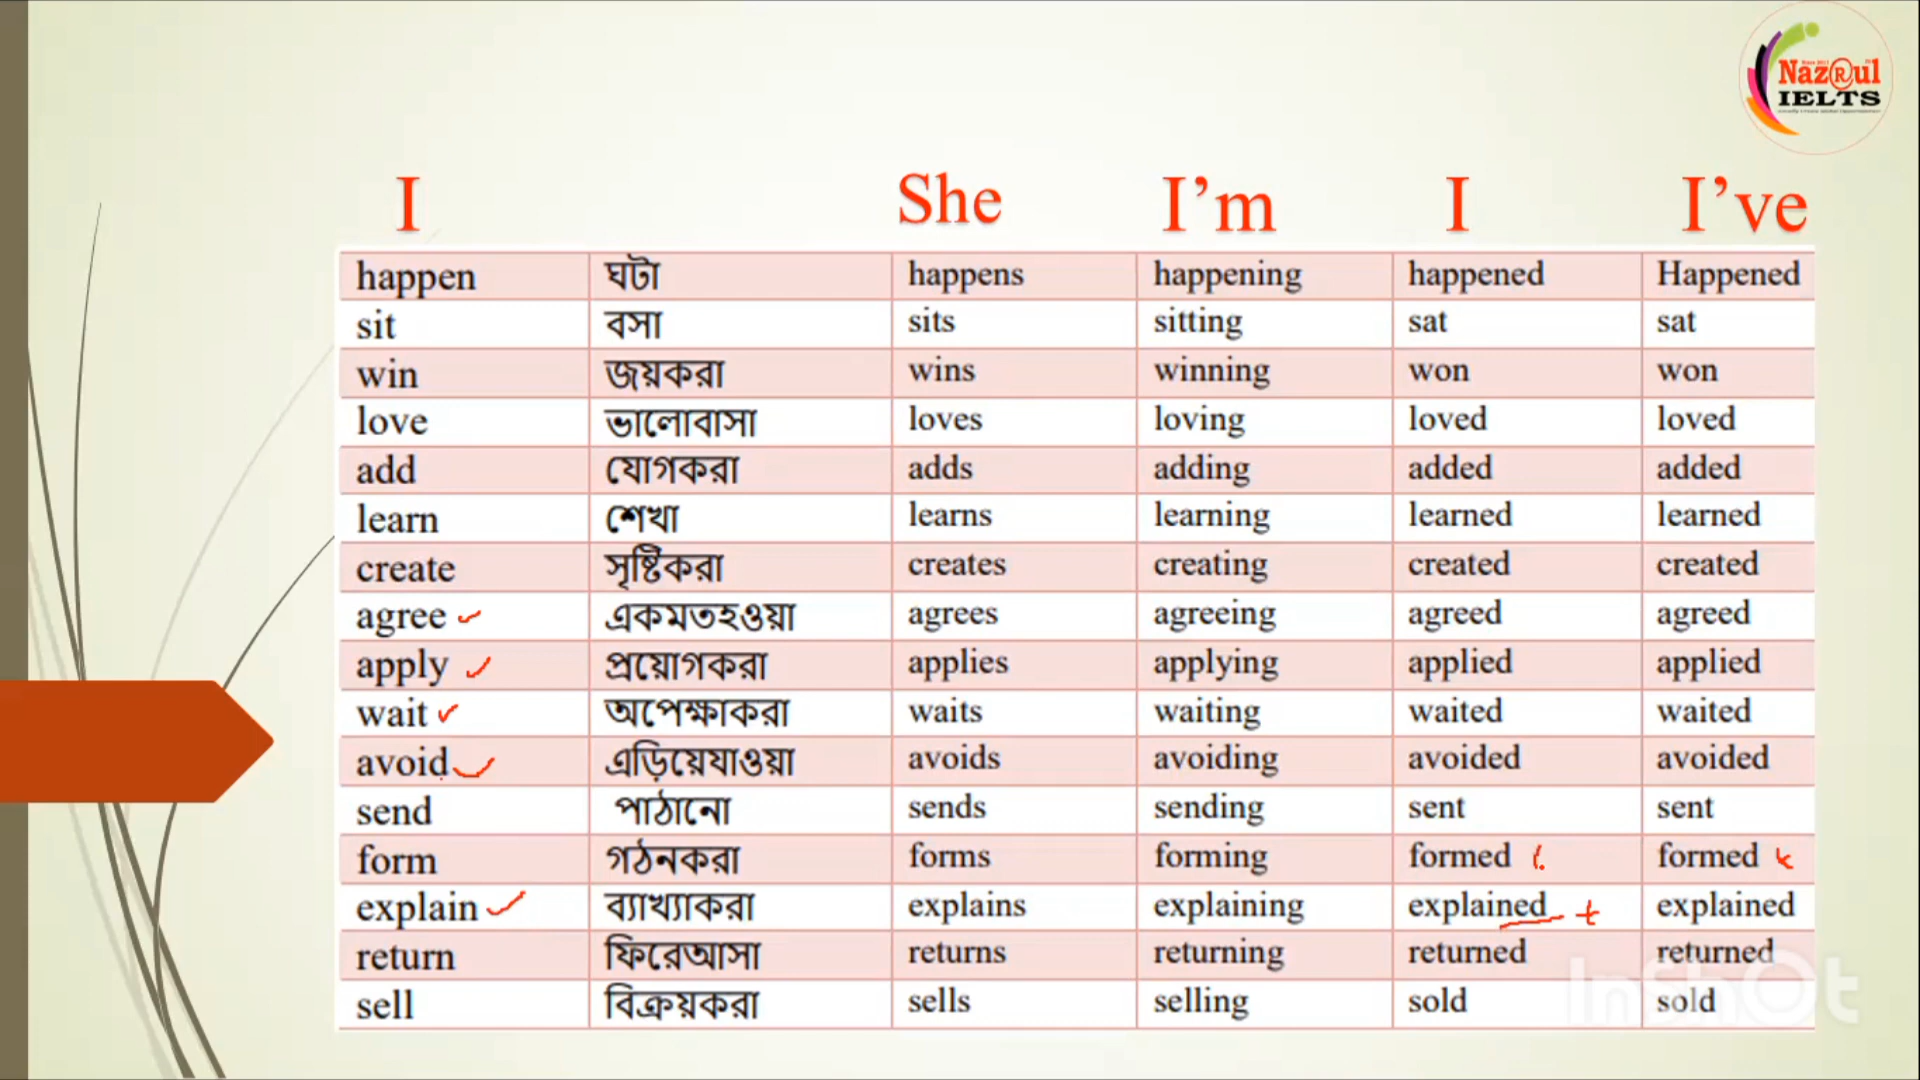 Nazrul
IELTS
I She I'm I I've
happen ঘটা happens happening happened Happened
sit বসা sits sitting sat sat
win জয়করা wins winning won won
love ভালোবাসা loves loving loved loved
add যোগকরা adds adding added added
learn শেখা learns learning learned learned
create সৃষ্টিকরা creates creating created created
agree একমতহওয়া agrees agreeing agreed agreed
apply প্রয়োগকরা applies applying applied applied
wait অপেক্ষাকরা waits waiting waited waited
avoid এড়িয়েযাওয়া avoids avoiding avoided avoided
send পাঠানো sends sending sent sent
form গঠনকরা forms forming formed formed
explain ব্যাখ্যাকরা explains explaining explained explained
return ফিরেআসা returns returning returned returned
sell বিক্রয়করা sells selling sold sold
InShOt